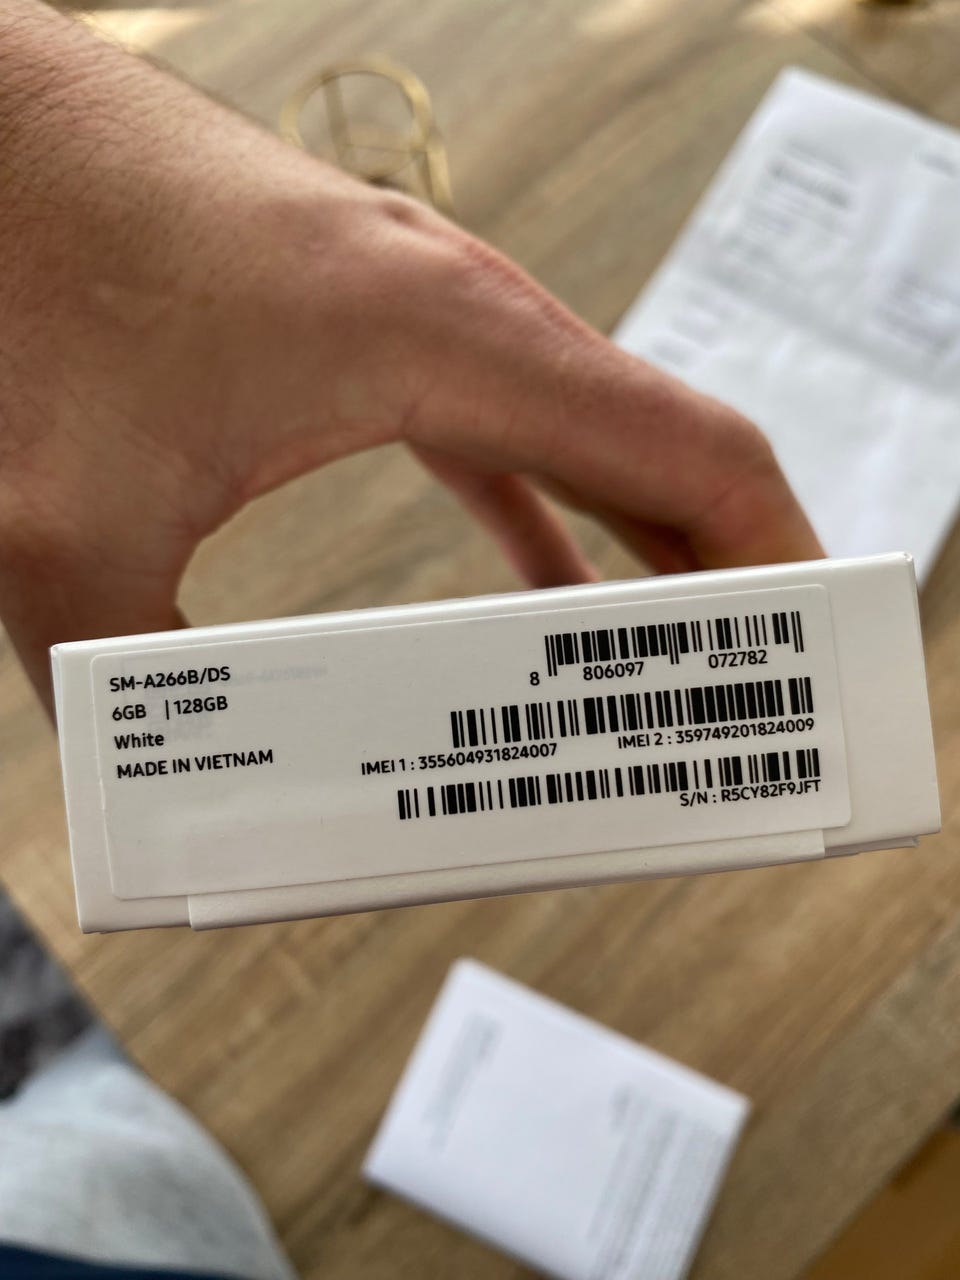 SM-A266B/DS
6GB | 128GB
White
MADE IN VIETNAM
8 806097 072782
IMEI 1 : 355604931824007
IMEI 2 : 359749201824009
S/N : R5CY82F9JFT